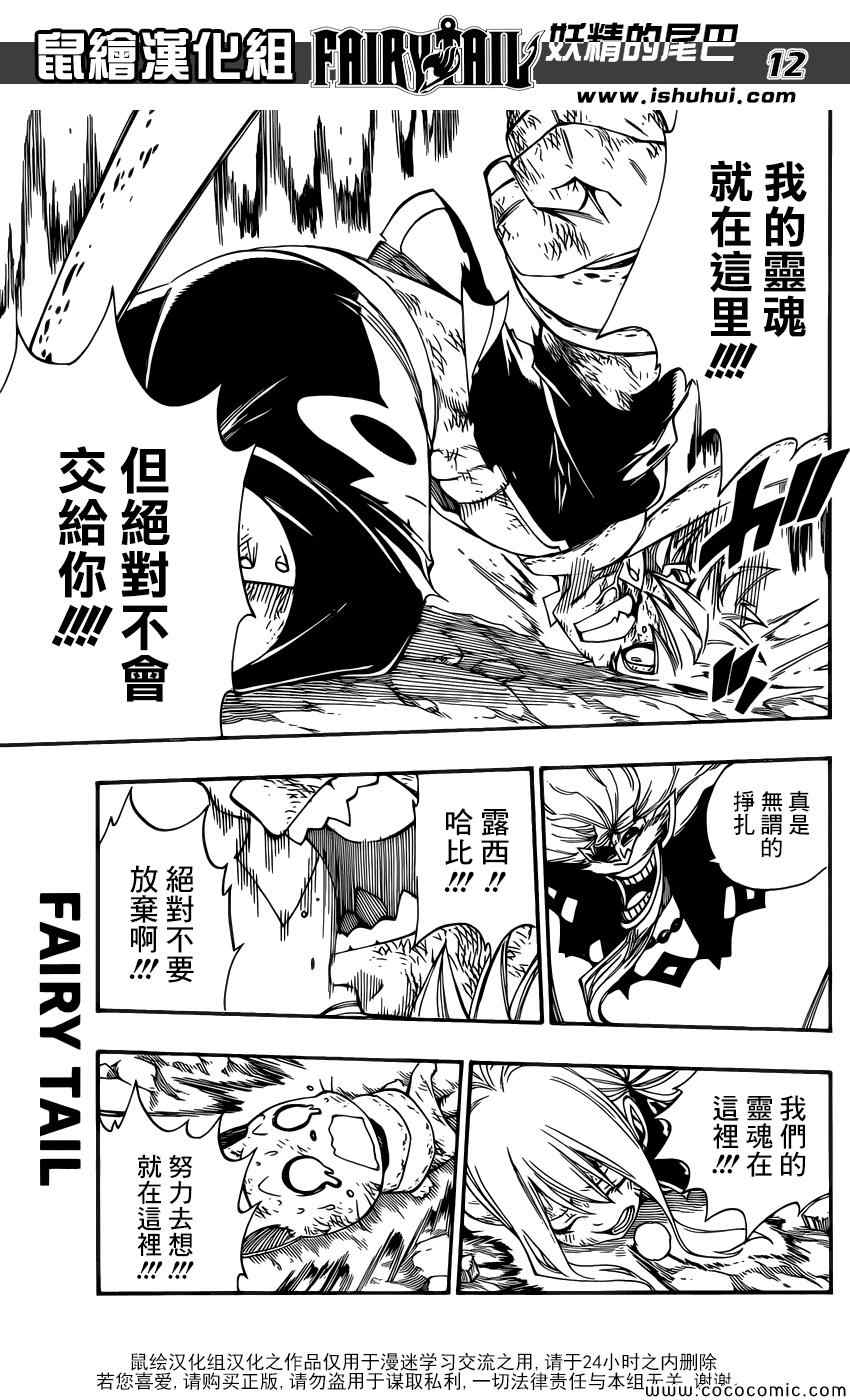 鼠繪漢化組
FAIRY TAIL
妖精的尾巴
12
www.ishuhui.com
我的靈魂
就在這里!!!!
但絕對不會
交給你!!!!
真是
無謂的
掙扎
露西!!
哈比!!!
絕對不要
放棄啊!!!
我們的
靈魂在
這裡!!!
努力去想!!!
就在這裡!!!
FAIRY TAIL
鼠绘汉化组汉化之作品仅用于漫迷学习交流之用,请于24小时之内删除
若您喜爱,请购买正版,请勿盗用于谋取私利,一切法律责任与本组无关,谢谢。
www.cococomic.com